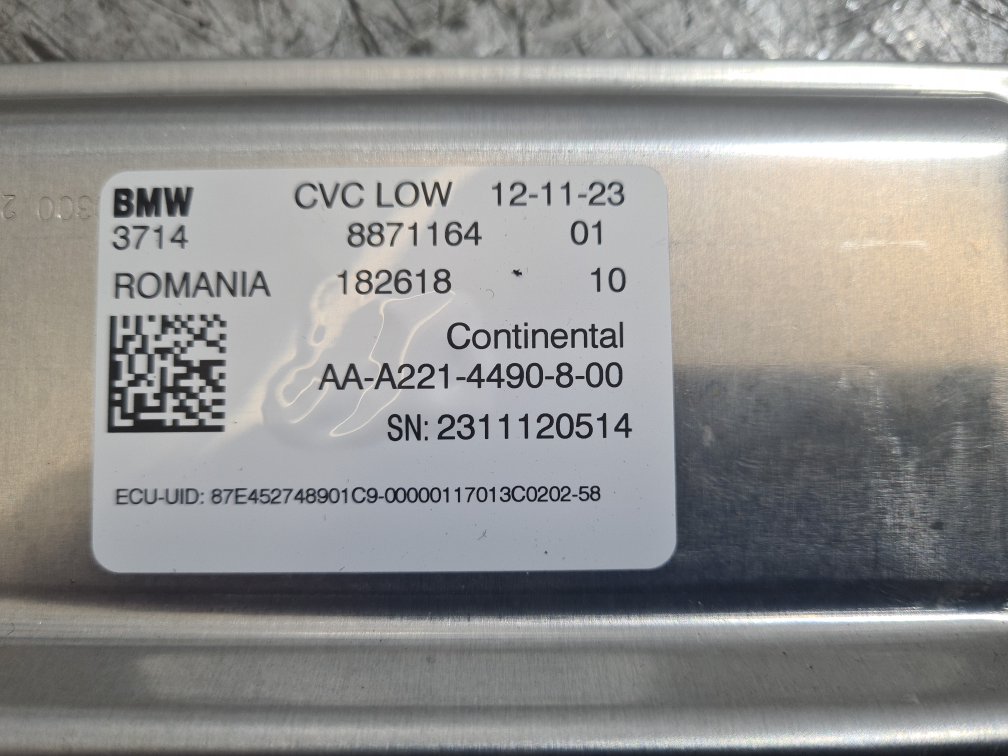 BMW CVC LOW 12-11-23
3714 8871164 01
ROMANIA 182618 10
Continental
AA-A221-4490-8-00
SN: 2311120514
ECU-UID: 87E452748901C9-00000117013C0202-58